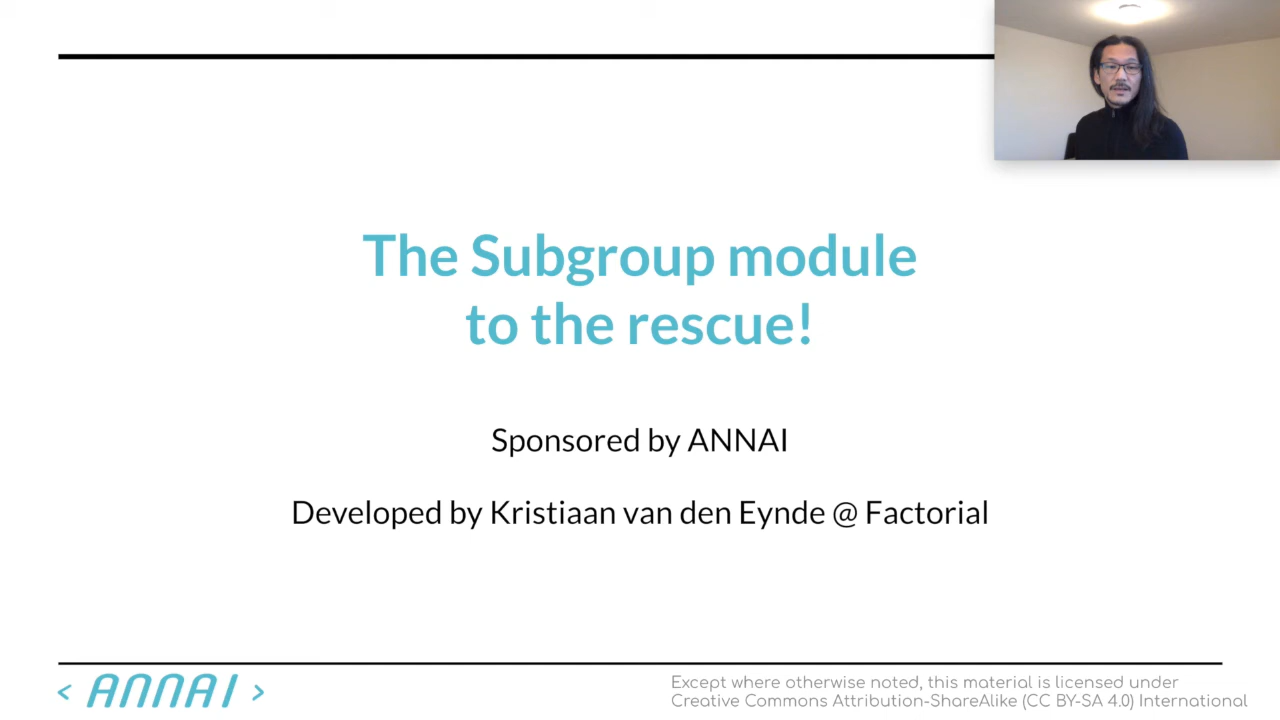 The Subgroup module
to the rescue!
Sponsored by ANNAI
Developed by Kristiaan van den Eynde @ Factorial
< ANNAI >
Except where otherwise noted, this material is licensed under
Creative Commons Attribution-ShareAlike (CC BY-SA 4.0) International